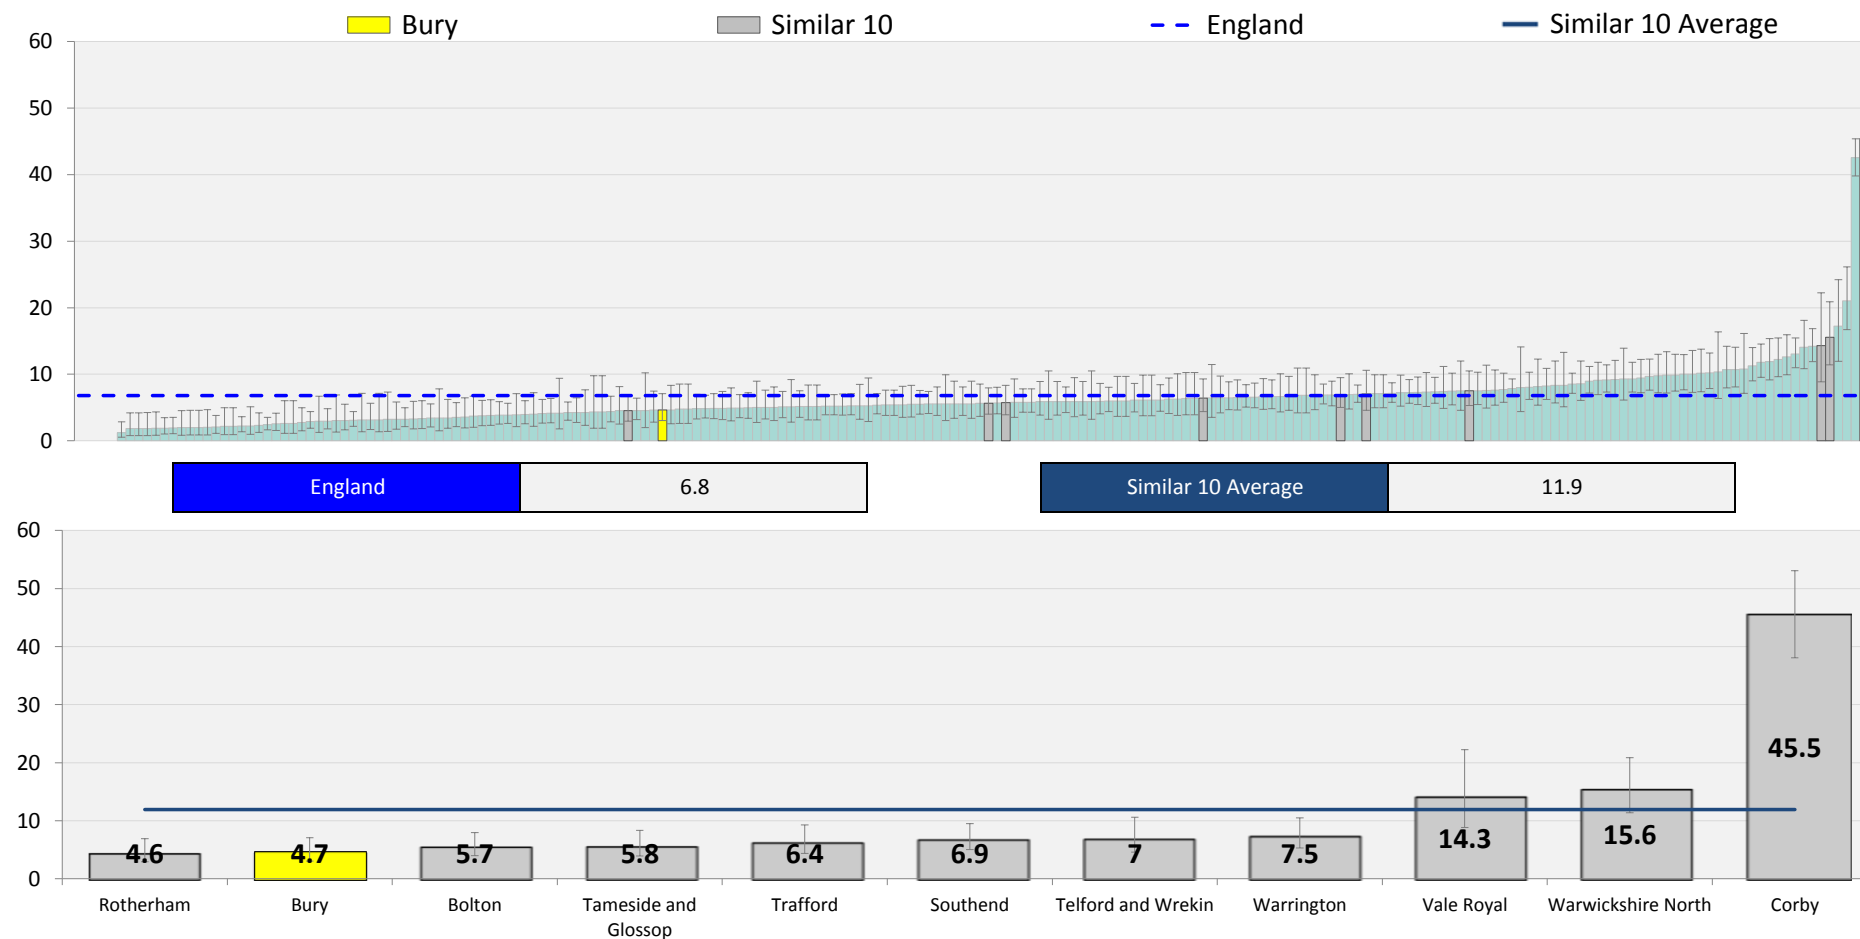 Bury
Similar 10
England
Similar 10 Average
60
50
40
30
20
10
0
England 6.8
Similar 10 Average 11.9
60
50
40
30
20
10
0
4.6
4.7
5.7
5.8
6.4
6.9
7
7.5
14.3
15.6
45.5
Rotherham
Bury
Bolton
Tameside and
Glossop
Trafford
Southend
Telford and Wrekin
Warrington
Vale Royal
Warwickshire North
Corby